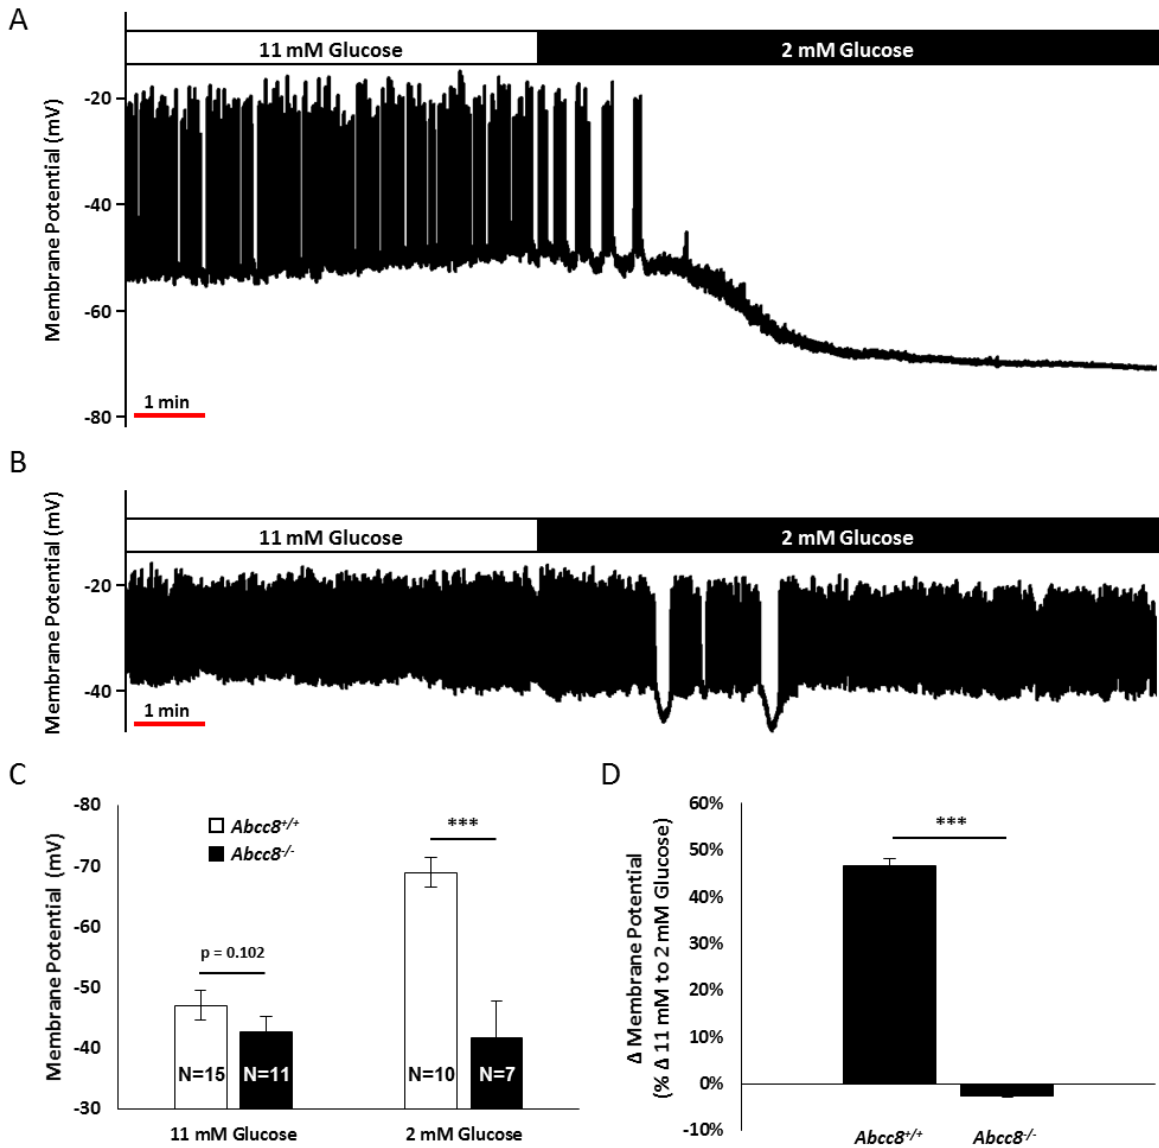 A
11 mM Glucose 2 mM Glucose
Membrane Potential (mV)
-20
-40
-60
-80
1 min
B
11 mM Glucose 2 mM Glucose
Membrane Potential (mV)
-20
-40
1 min
C
Membrane Potential (mV)
-80
-70
-60
-50
-40
-30
Abcc8+/+
Abcc8-/-
***
p = 0.102
N=15 N=11 N=10 N=7
11 mM Glucose 2 mM Glucose
D
Δ Membrane Potential
(% Δ 11 mM to 2 mM Glucose)
60%
50%
40%
30%
20%
10%
0%
-10%
***
Abcc8+/+ Abcc8-/-